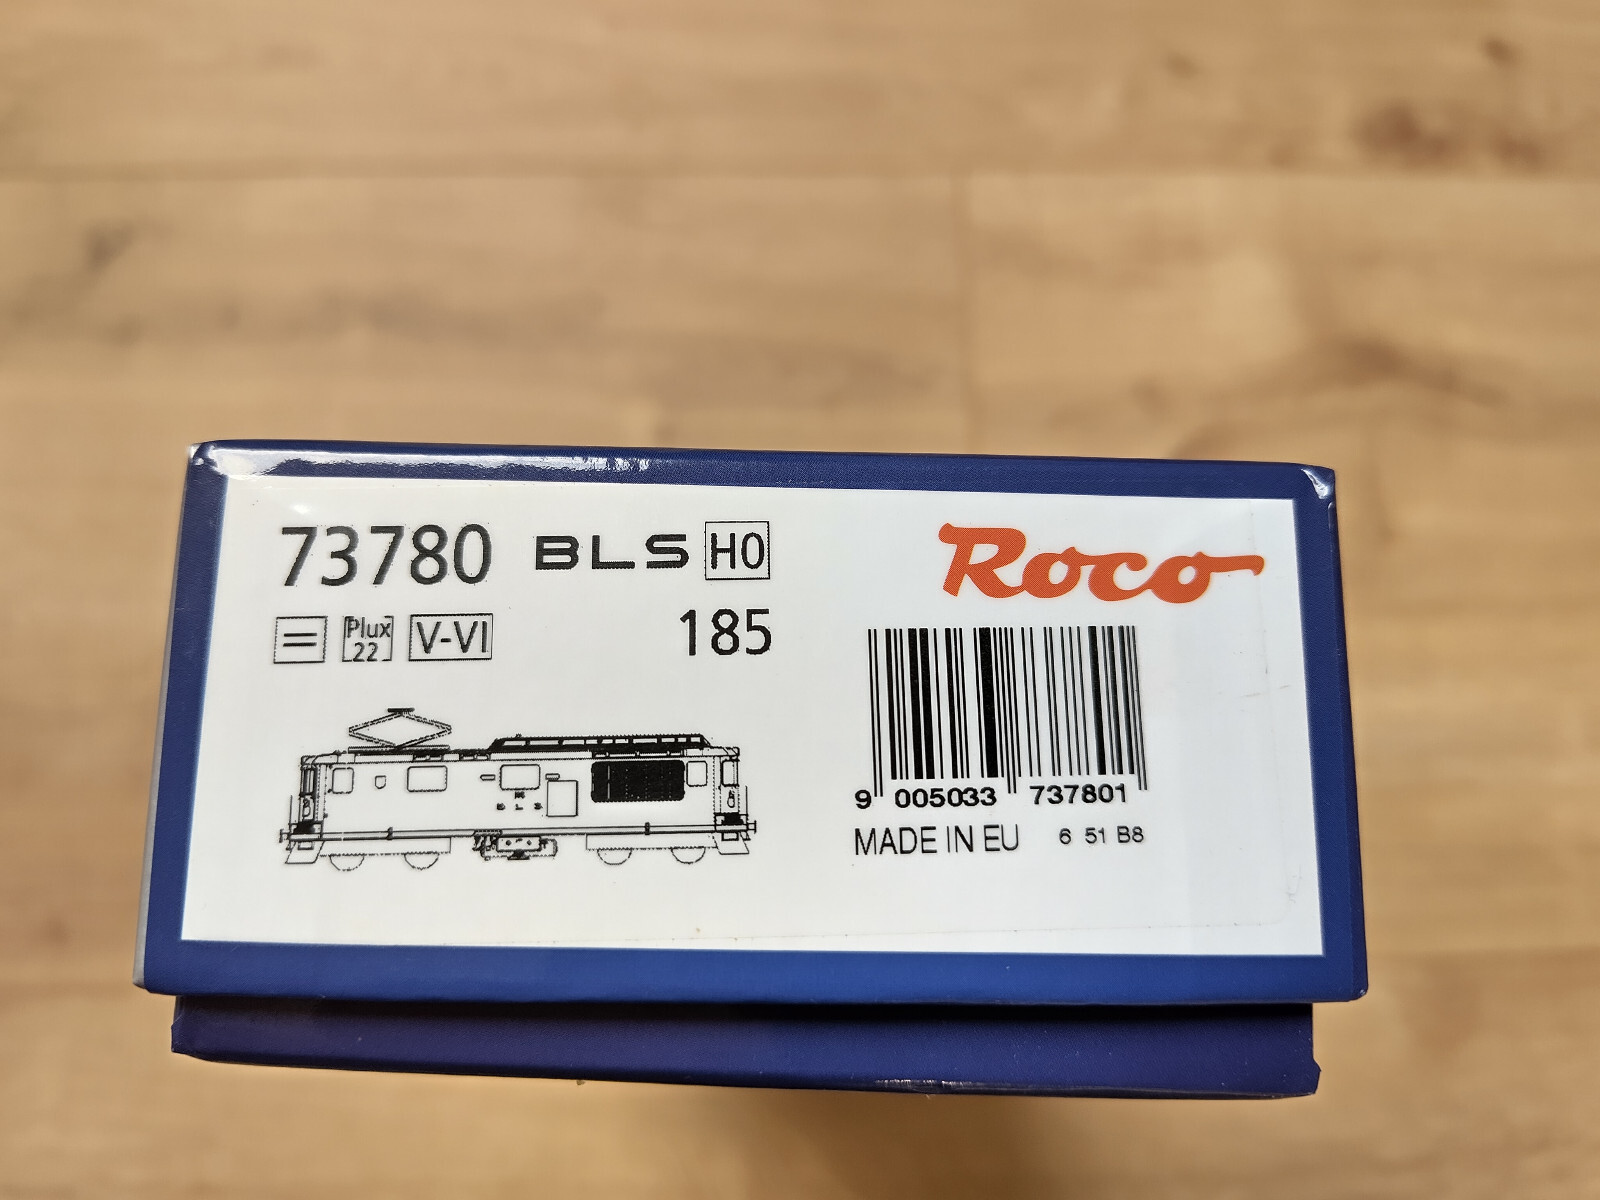 73780 BLS H0
Roco
= Plux 22 V-VI 185
B L S
9 005033 737801
MADE IN EU 6 51 B8